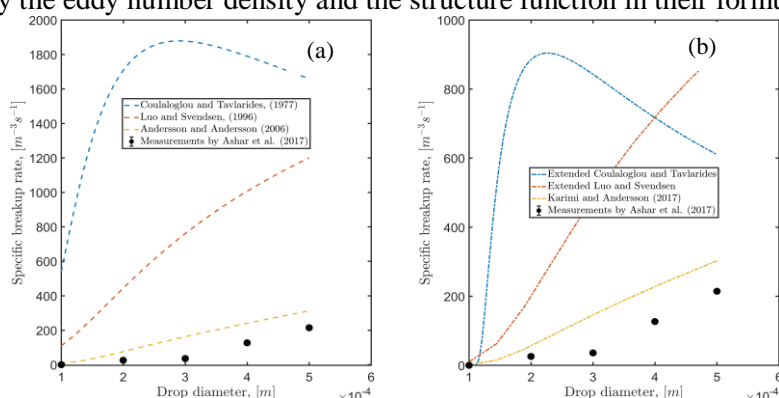 y the eddy number density and the structure function in their formu
(a)
2000
1800
1600
1400
1200
1000
800
600
400
200
0
Specific breakup rate, [m⁻³s⁻¹]
Coulaloglou and Tavlarides, (1977)
Luo and Svendsen, (1996)
Andersson and Andersson (2006)
Measurements by Ashar et al. (2017)
1 2 3 4 5 6
Drop diameter, [m]
×10⁻⁴
(b)
1000
800
600
400
200
0
Specific breakup rate, [m⁻³s⁻¹]
Extended Coulaloglou and Tavlarides
Extended Luo and Svendsen
Karimi and Andersson (2017)
Measurements by Ashar et al. (2017)
1 2 3 4 5 6
Drop diameter, [m]
×10⁻⁴